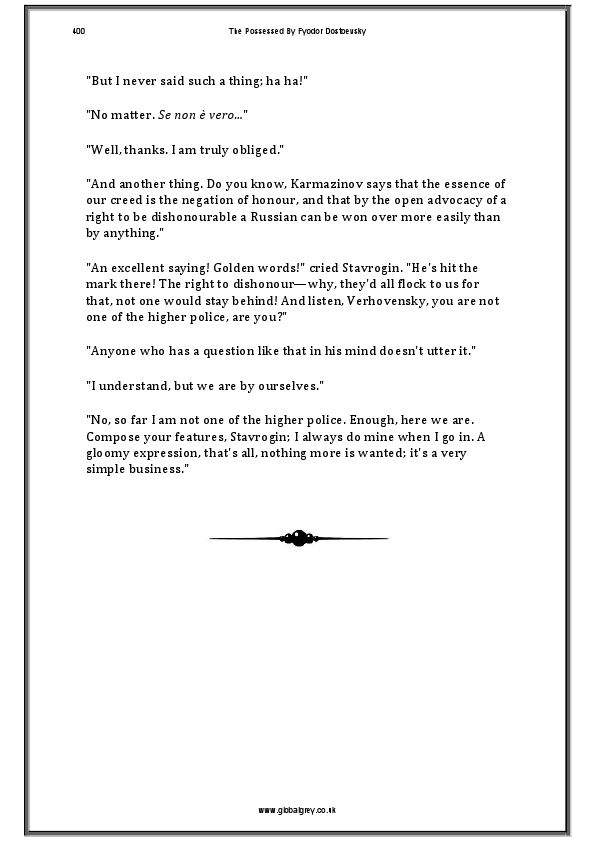 400
The Possessed By Fyodor Dostoevsky
"But I never said such a thing; ha ha!"
"No matter. Se non è vero..."
"Well, thanks. I am truly obliged."
"And another thing. Do you know, Karmazinov says that the essence of
our creed is the negation of honour, and that by the open advocacy of a
right to be dishonourable a Russian can be won over more easily than
by anything."
"An excellent saying! Golden words!" cried Stavrogin. "He's hit the
mark there! The right to dishonour—why, they'd all flock to us for
that, not one would stay behind! And listen, Verhovensky, you are not
one of the higher police, are you?"
"Anyone who has a question like that in his mind doesn't utter it."
"I understand, but we are by ourselves."
"No, so far I am not one of the higher police. Enough, here we are.
Compose your features, Stavrogin; I always do mine when I go in. A
gloomy expression, that's all, nothing more is wanted; it's a very
simple business."
www.globalgrey.co.uk